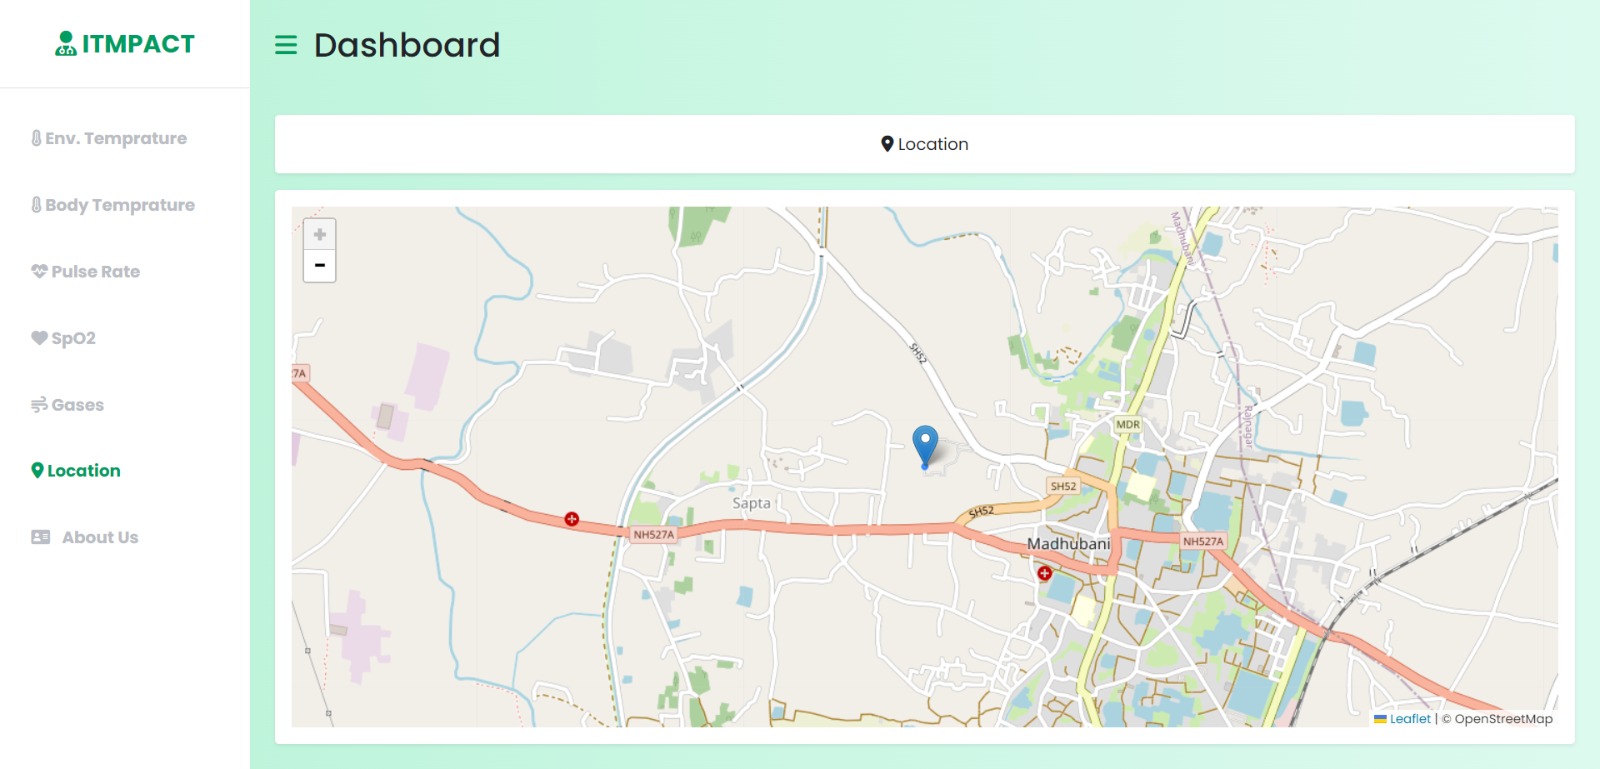 ITMPACT
Dashboard
Env. Temprature
Body Temprature
Pulse Rate
SpO2
Gases
Location
About Us
Location
+
-
Madhubani
SH52
27A
MDR
Rajnagar
Sapta
SH52
SH52
NH527A
Madhubani
NH527A
Leaflet | © OpenStreetMap